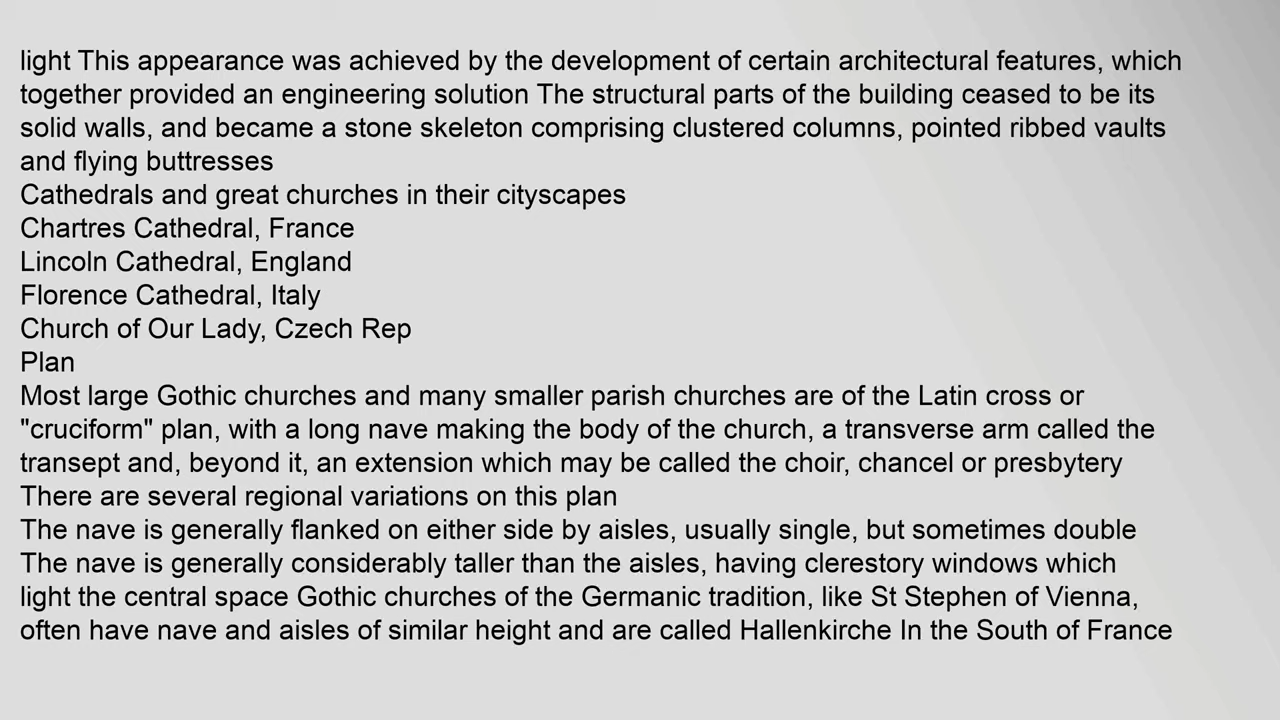 light This appearance was achieved by the development of certain architectural features, which
together provided an engineering solution The structural parts of the building ceased to be its
solid walls, and became a stone skeleton comprising clustered columns, pointed ribbed vaults
and flying buttresses
Cathedrals and great churches in their cityscapes
Chartres Cathedral, France
Lincoln Cathedral, England
Florence Cathedral, Italy
Church of Our Lady, Czech Rep
Plan
Most large Gothic churches and many smaller parish churches are of the Latin cross or
"cruciform" plan, with a long nave making the body of the church, a transverse arm called the
transept and, beyond it, an extension which may be called the choir, chancel or presbytery
There are several regional variations on this plan
The nave is generally flanked on either side by aisles, usually single, but sometimes double
The nave is generally considerably taller than the aisles, having clerestory windows which
light the central space Gothic churches of the Germanic tradition, like St Stephen of Vienna,
often have nave and aisles of similar height and are called Hallenkirche In the South of France